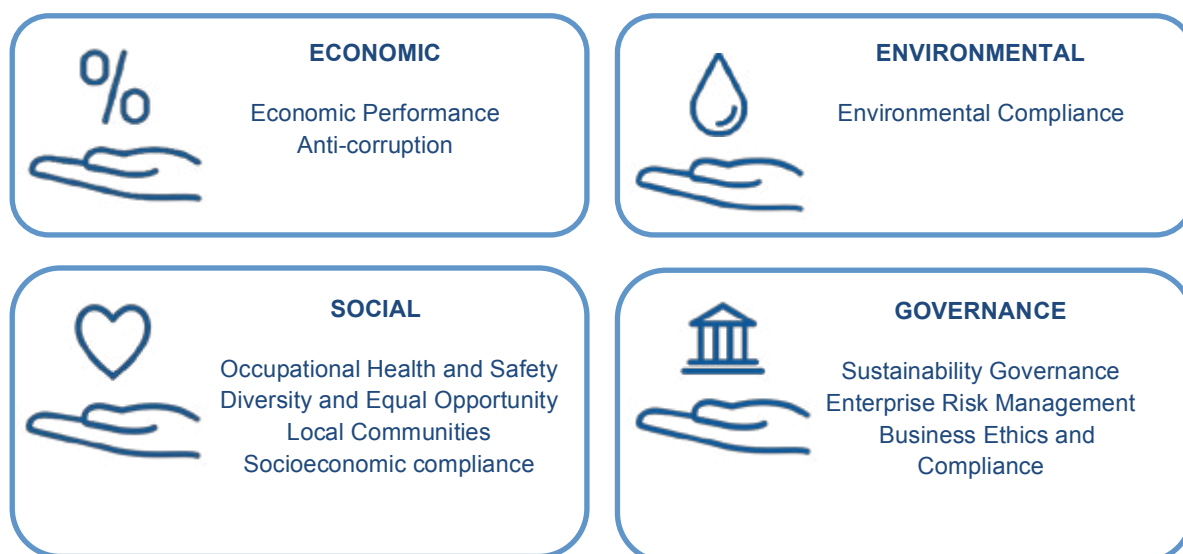 ECONOMIC
Economic Performance
Anti-corruption
ENVIRONMENTAL
Environmental Compliance
SOCIAL
Occupational Health and Safety
Diversity and Equal Opportunity
Local Communities
Socioeconomic compliance
GOVERNANCE
Sustainability Governance
Enterprise Risk Management
Business Ethics and
Compliance